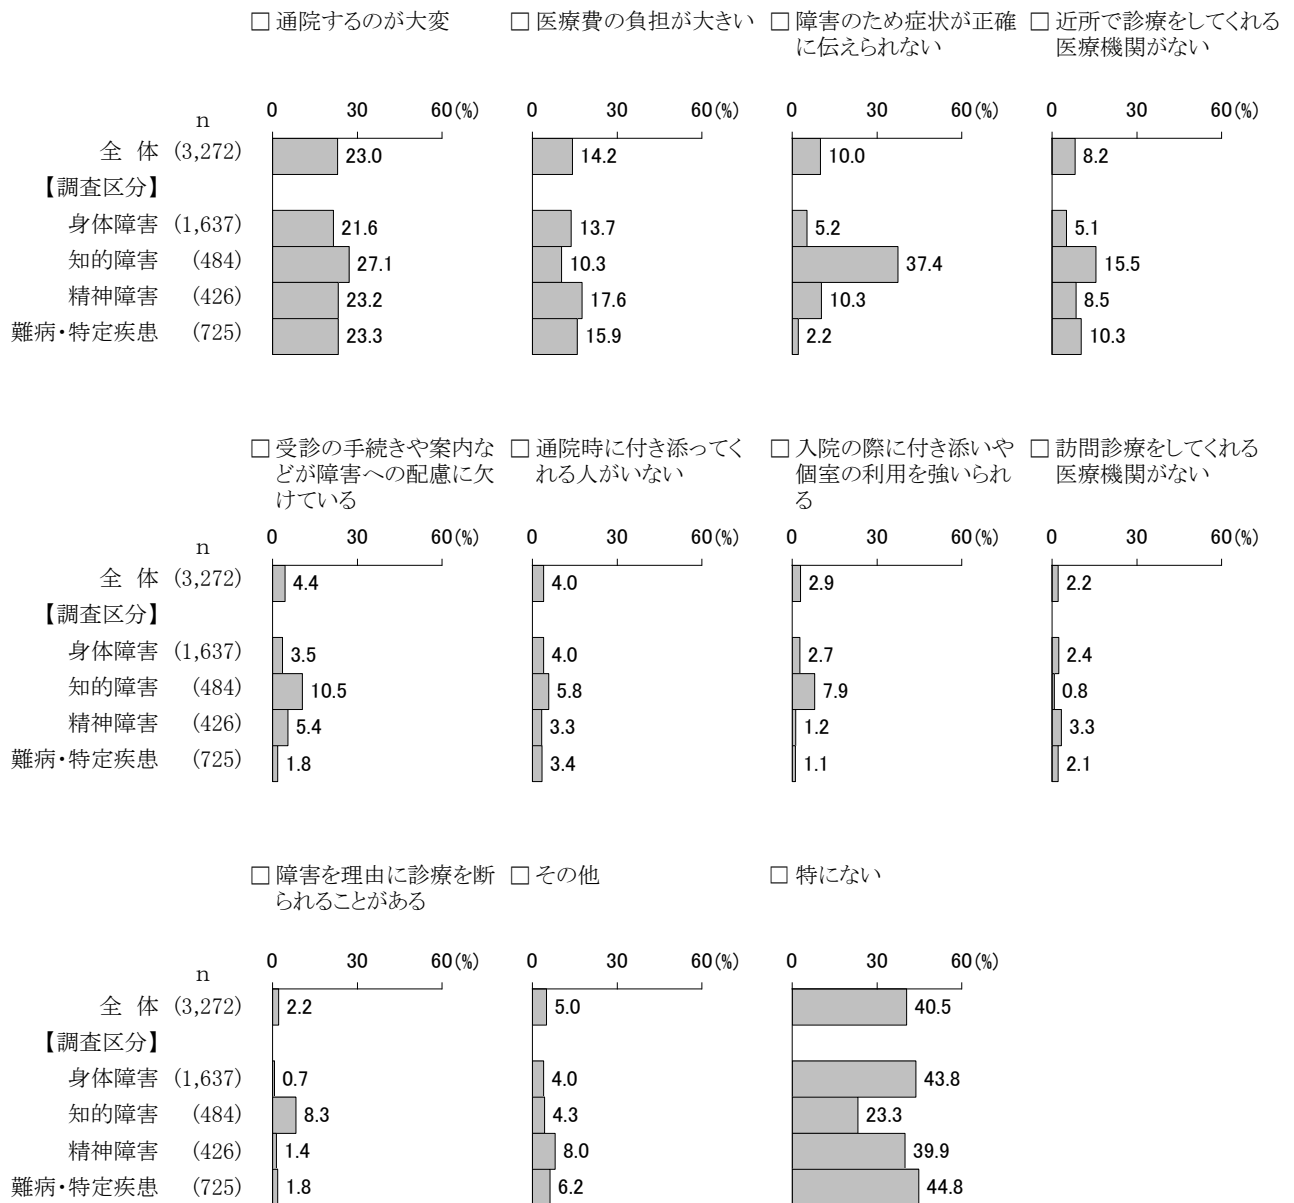 □ 通院するのが大変 □ 医療費の負担が大きい □ 障害のため症状が正確に伝えられない □ 近所で診療をしてくれる医療機関がない
n 0 30 60(%) 0 30 60(%) 0 30 60(%) 0 30 60(%)
全 体 (3,272) 23.0 14.2 10.0 8.2
【調査区分】
身体障害 (1,637) 21.6 13.7 5.2 5.1
知的障害 (484) 27.1 10.3 37.4 15.5
精神障害 (426) 23.2 17.6 10.3 8.5
難病・特定疾患 (725) 23.3 15.9 2.2 10.3
□ 受診の手続きや案内などが障害への配慮に欠けている □ 通院時に付き添ってくれる人がいない □ 入院の際に付き添いや個室の利用を強いられる □ 訪問診療をしてくれる医療機関がない
n 0 30 60(%) 0 30 60(%) 0 30 60(%) 0 30 60(%)
全 体 (3,272) 4.4 4.0 2.9 2.2
【調査区分】
身体障害 (1,637) 3.5 4.0 2.7 2.4
知的障害 (484) 10.5 5.8 7.9 0.8
精神障害 (426) 5.4 3.3 1.2 3.3
難病・特定疾患 (725) 1.8 3.4 1.1 2.1
□ 障害を理由に診療を断られることがある □ その他 □ 特にない
n 0 30 60(%) 0 30 60(%) 0 30 60(%)
全 体 (3,272) 2.2 5.0 40.5
【調査区分】
身体障害 (1,637) 0.7 4.0 43.8
知的障害 (484) 8.3 4.3 23.3
精神障害 (426) 1.4 8.0 39.9
難病・特定疾患 (725) 1.8 6.2 44.8